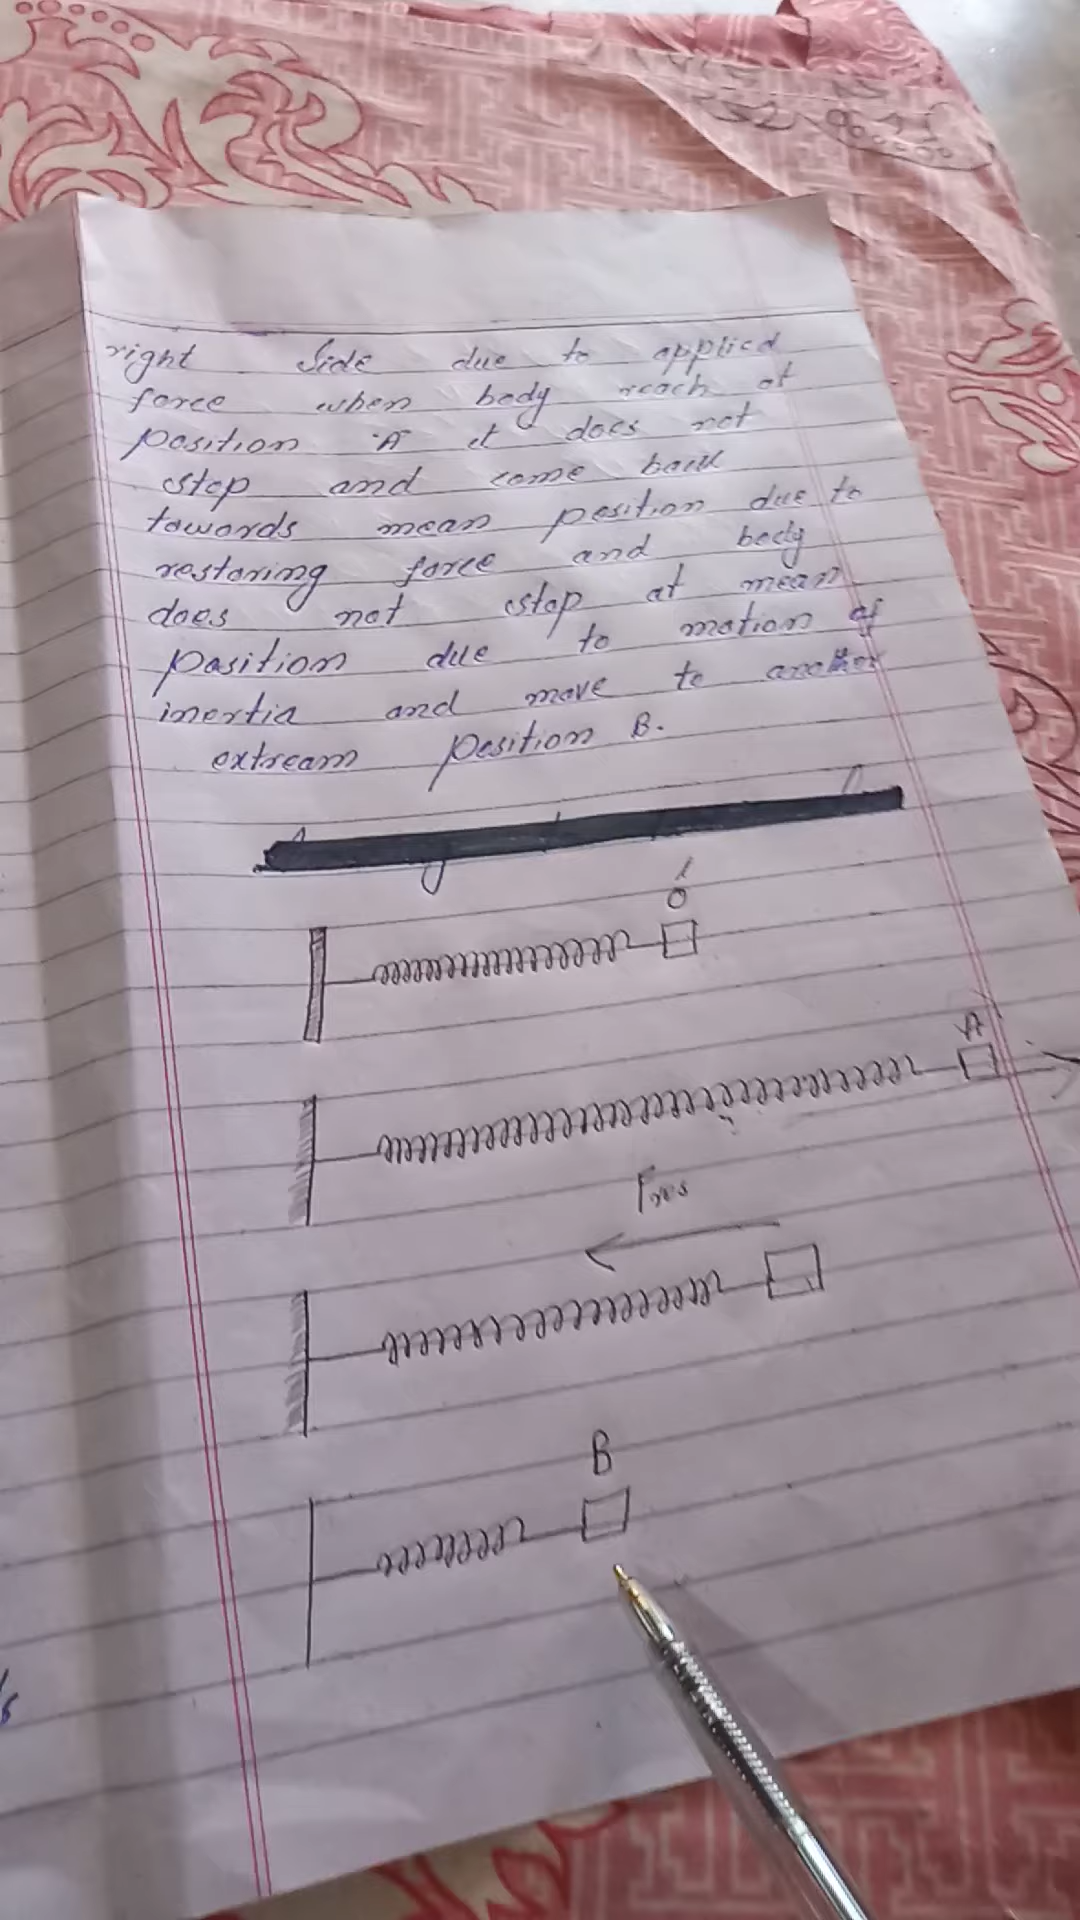 right side due to applied
force when body reach at
position "A" it does not
stop and come back
towards mean position due to
restoring force and body
does not stop at mean
position due to motion of
inertia and move to another
extream position B.
O
A
Fres
B